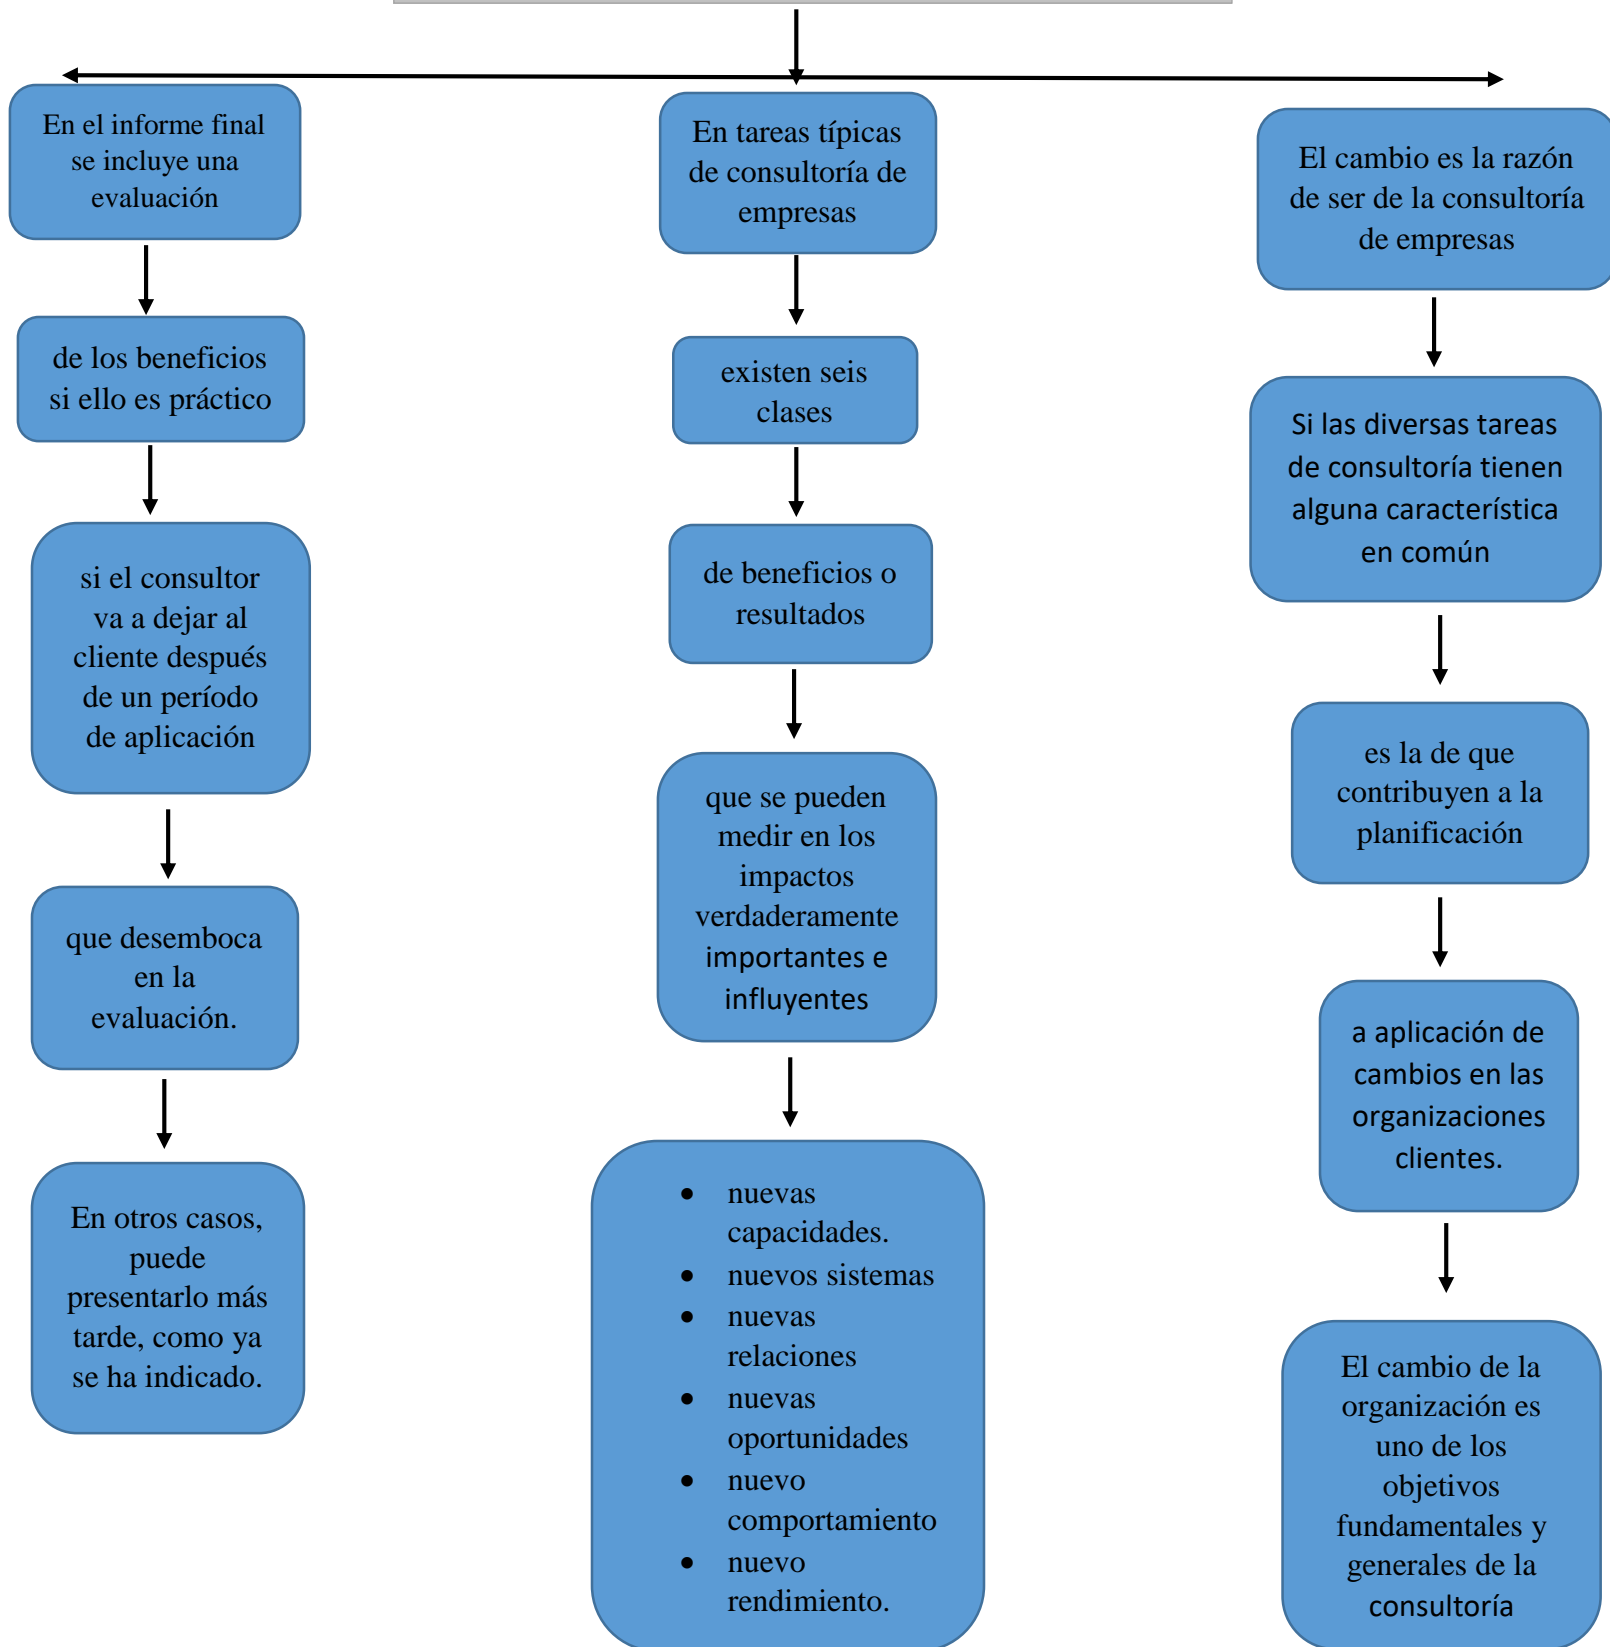 En el informe final
se incluye una
evaluación
de los beneficios
si ello es práctico
si el consultor
va a dejar al
cliente después
de un período
de aplicación
que desemboca
en la
evaluación.
En otros casos,
puede
presentarlo más
tarde, como ya
se ha indicado.
En tareas típicas
de consultoría de
empresas
existen seis
clases
de beneficios o
resultados
que se pueden
medir en los
impactos
verdaderamente
importantes e
influyentes
• nuevas
capacidades.
• nuevos sistemas
• nuevas
relaciones
• nuevas
oportunidades
• nuevo
comportamiento
• nuevo
rendimiento.
El cambio es la razón
de ser de la consultoría
de empresas
Si las diversas tareas
de consultoría tienen
alguna característica
en común
es la de que
contribuyen a la
planificación
a aplicación de
cambios en las
organizaciones
clientes.
El cambio de la
organización es
uno de los
objetivos
fundamentales y
generales de la
consultoría